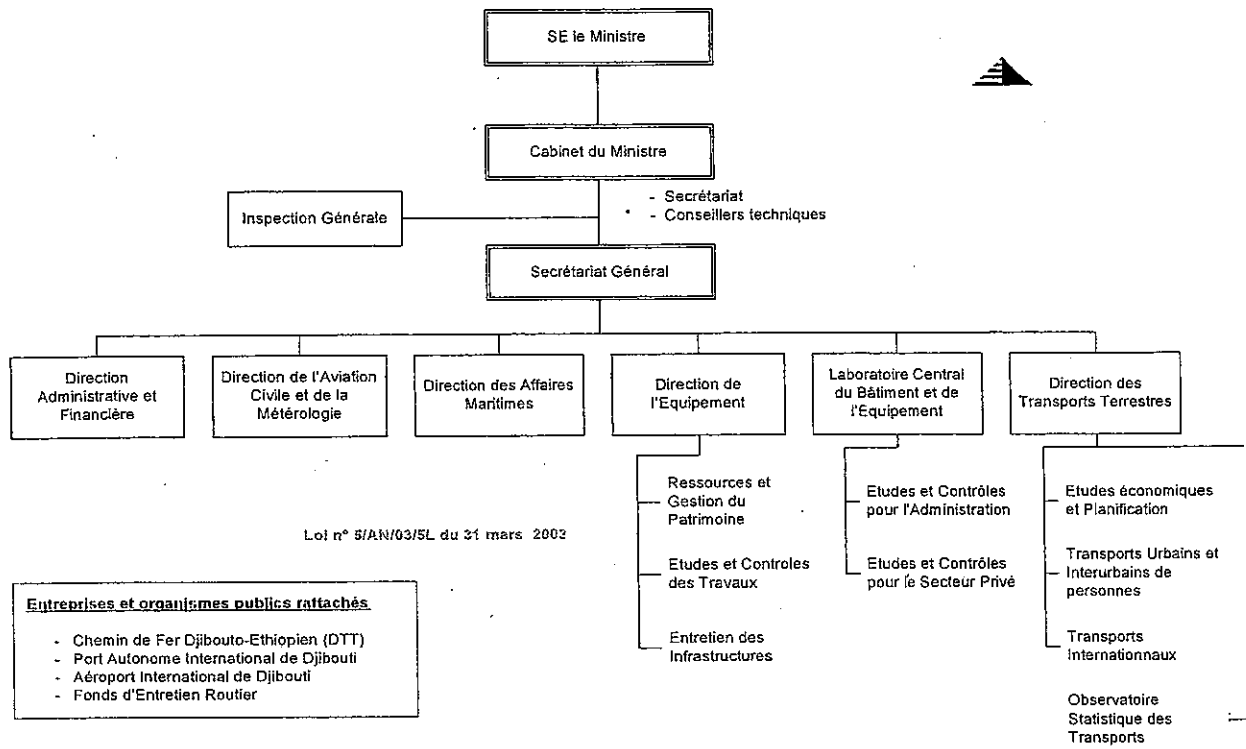 SE le Ministre
Cabinet du Ministre
- Secrétariat
- Conseillers techniques
Inspection Générale
Secrétariat Général
Direction
Administrative et
Financière
Direction de l'Aviation
Civile et de la
Métérologie
Direction des Affaires
Maritimes
Direction de
l'Equipement
Laboratoire Central
du Bâtiment et de
l'Equipement
Direction des
Transports Terrestres
Ressources et
Gestion du
Patrimoine
Etudes et Controles
des Travaux
Entretien des
Infrastructures
Etudes et Contrôles
pour l'Administration
Etudes et Contrôles
pour le Secteur Privé
Etudes économiques
et Planification
Transports Urbains et
Interurbains de
personnes
Transports
Internationnaux
Observatoire
Statistique des
Transports
Loi n° 5/AN/03/5L du 31 mars 2003
Entreprises et organismes publics rattachés
- Chemin de Fer Djibouto-Ethiopien (DTT)
- Port Autonome International de Djibouti
- Aéroport International de Djibouti
- Fonds d'Entretien Routier